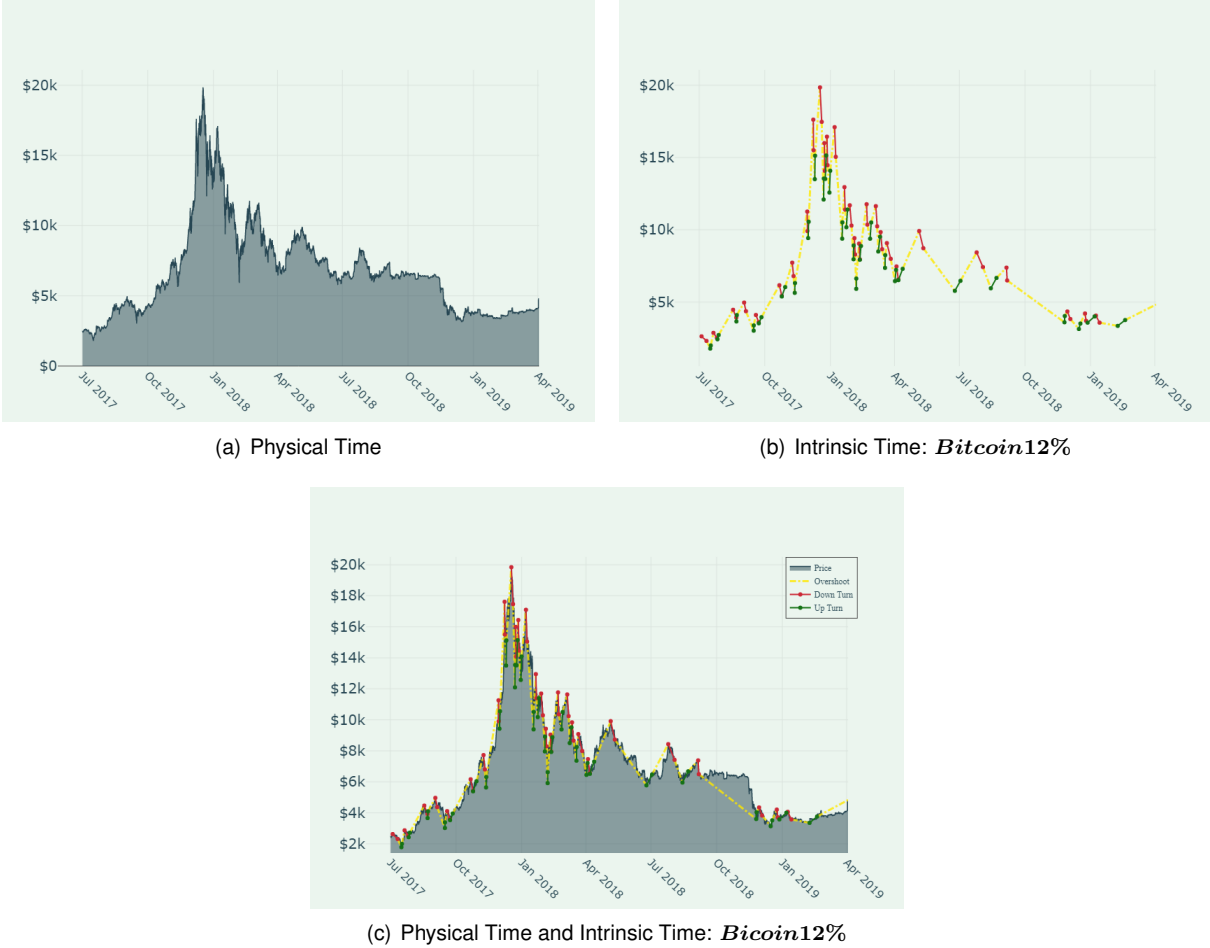 $20k
$15k
$10k
$5k
$0
Jul 2017
Oct 2017
Jan 2018
Apr 2018
Jul 2018
Oct 2018
Jan 2019
Apr 2019
(a) Physical Time
$20k
$15k
$10k
$5k
Jul 2017
Oct 2017
Jan 2018
Apr 2018
Jul 2018
Oct 2018
Jan 2019
Apr 2019
(b) Intrinsic Time: Bitcoin12%
$20k
$18k
$16k
$14k
$12k
$10k
$8k
$6k
$4k
$2k
Price
Overshoot
Down Turn
Up Turn
Jul 2017
Oct 2017
Jan 2018
Apr 2018
Jul 2018
Oct 2018
Jan 2019
Apr 2019
(c) Physical Time and Intrinsic Time: Bicoin12%